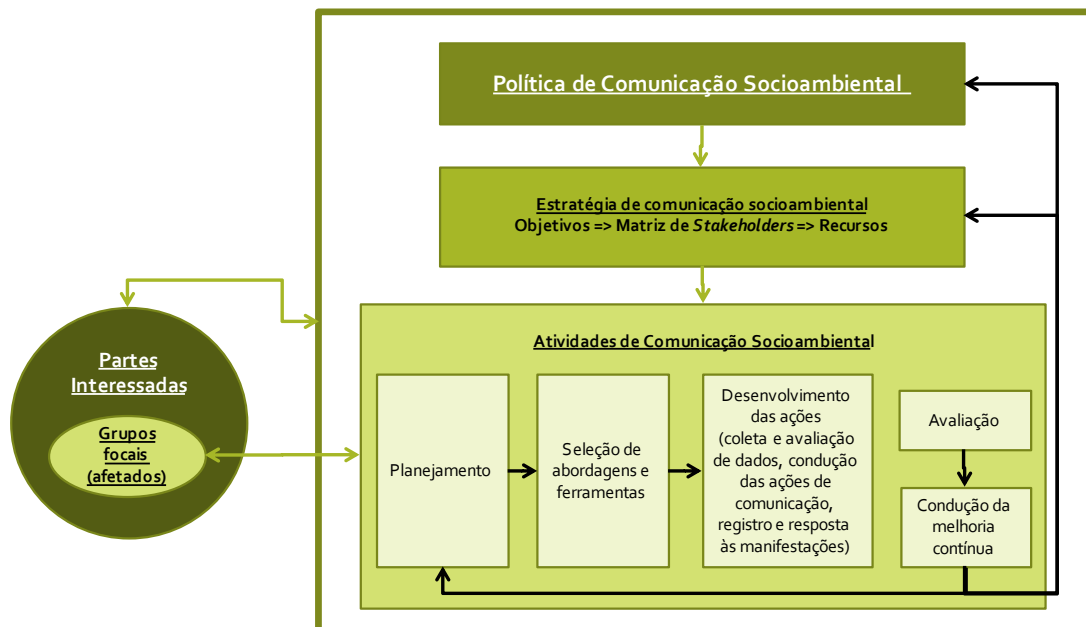 Política de Comunicação Socioambiental
Estratégia de comunicação socioambiental
Objetivos => Matriz de Stakeholders => Recursos
Partes
Interessadas
Grupos
focais
(afetados)
Atividades de Comunicação Socioambiental
Planejamento
Seleção de
abordagens e
ferramentas
Desenvolvimento
das ações
(coleta e avaliação
de dados, condução
das ações de
comunicação,
registro e resposta
às manifestações)
Avaliação
Condução da
melhoria
contínua